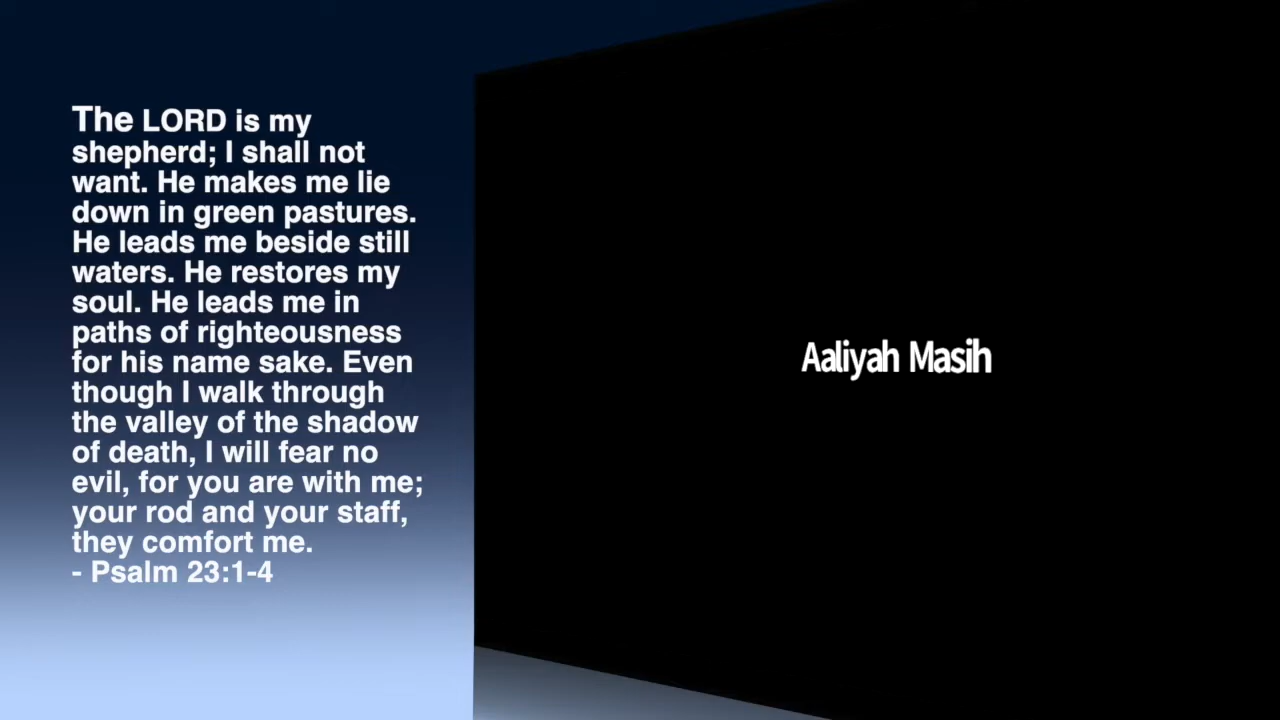 The LORD is my
shepherd; I shall not
want. He makes me lie
down in green pastures.
He leads me beside still
waters. He restores my
soul. He leads me in
paths of righteousness
for his name sake. Even
though I walk through
the valley of the shadow
of death, I will fear no
evil, for you are with me;
your rod and your staff,
they comfort me.
- Psalm 23:1-4
Aaliyah Masih